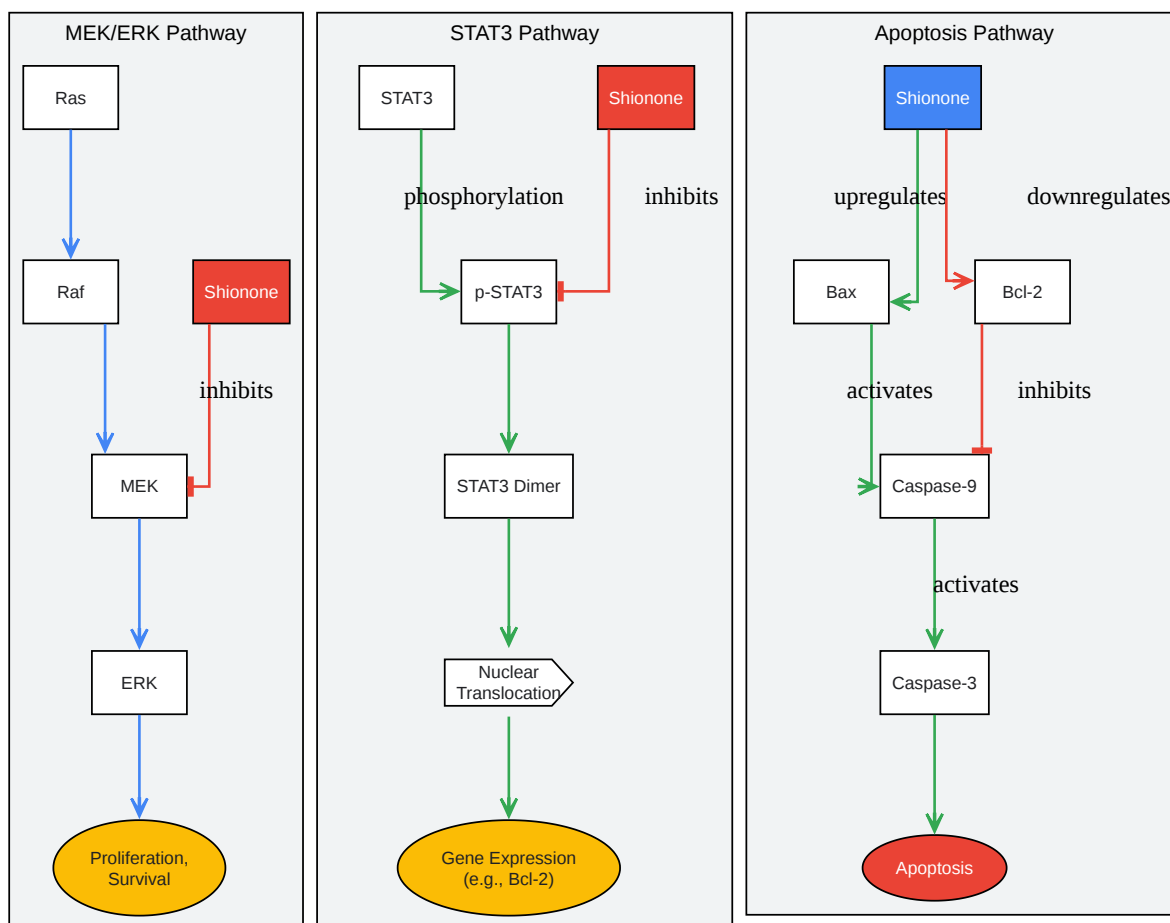 MEK/ERK Pathway
Ras
Raf
Shionone
inhibits
MEK
ERK
Proliferation,
Survival
STAT3 Pathway
STAT3
Shionone
phosphorylation
inhibits
p-STAT3
STAT3 Dimer
Nuclear
Translocation
Gene Expression
(e.g., Bcl-2)
Apoptosis Pathway
Shionone
upregulates
downregulates
Bax
Bcl-2
activates
inhibits
Caspase-9
activates
Caspase-3
Apoptosis